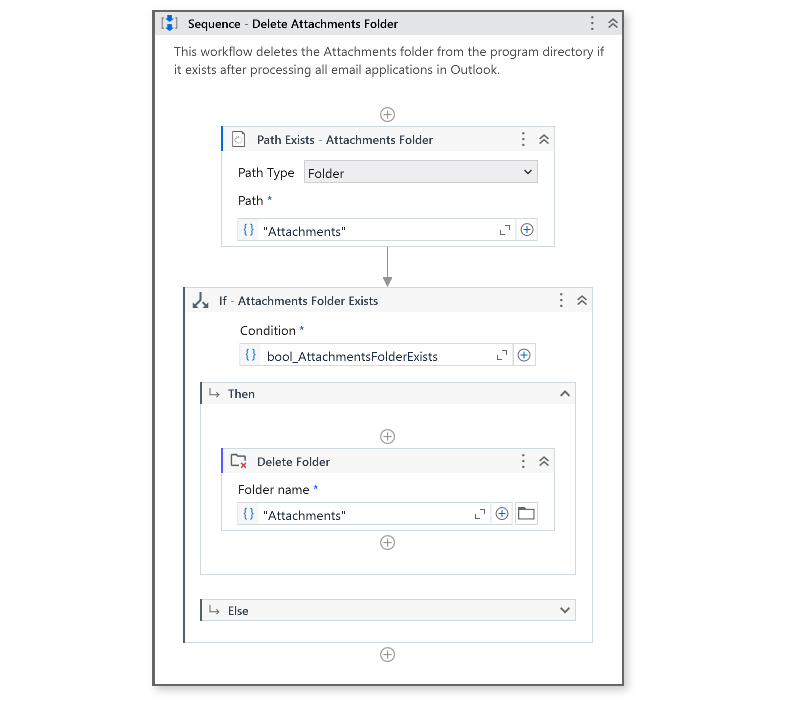 Sequence - Delete Attachments Folder
This workflow deletes the Attachments folder from the program directory if
it exists after processing all email applications in Outlook.
Path Exists - Attachments Folder
Path Type Folder
Path *
{} "Attachments"
If - Attachments Folder Exists
Condition *
{} bool_AttachmentsFolderExists
Then
Delete Folder
Folder name *
{} "Attachments"
Else